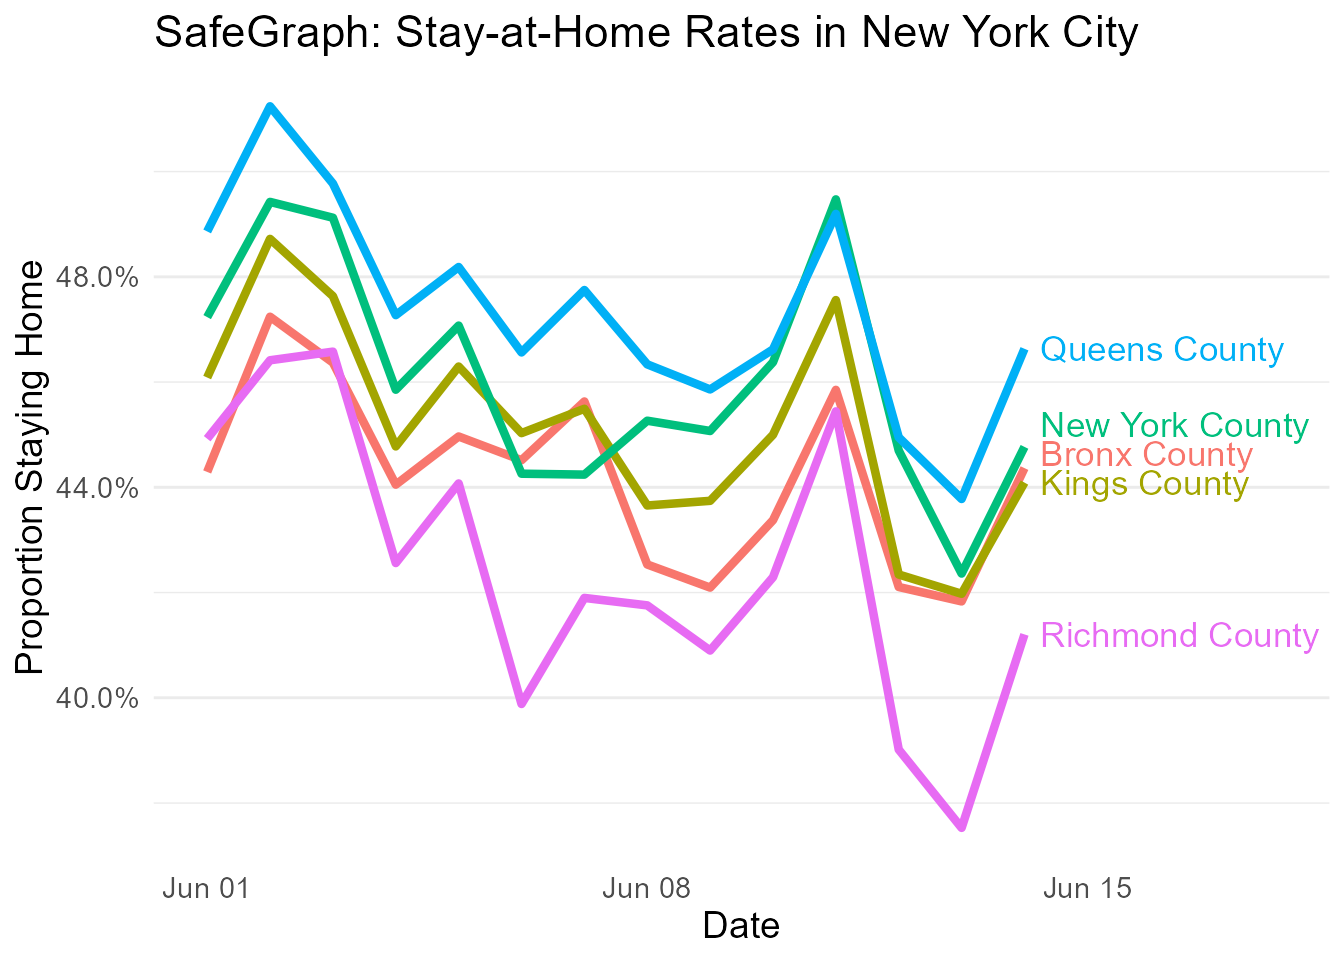 SafeGraph: Stay-at-Home Rates in New York City
Proportion Staying Home
48.0%
44.0%
40.0%
Queens County
New York County
Bronx County
Kings County
Richmond County
Jun 01
Jun 08
Jun 15
Date